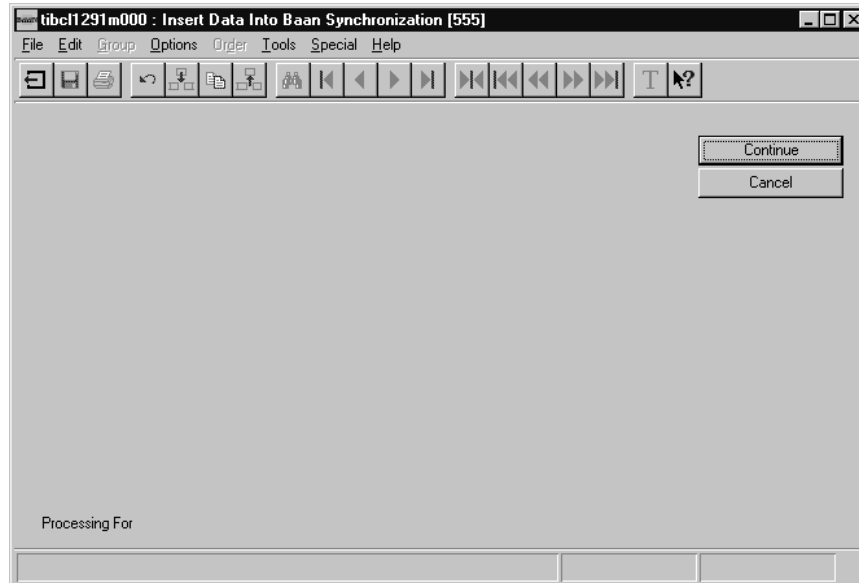 tibcl1291m000 : Insert Data Into Baan Synchronization [555]
File Edit Group Options Order Tools Special Help
T ?
Continue
Cancel
Processing For